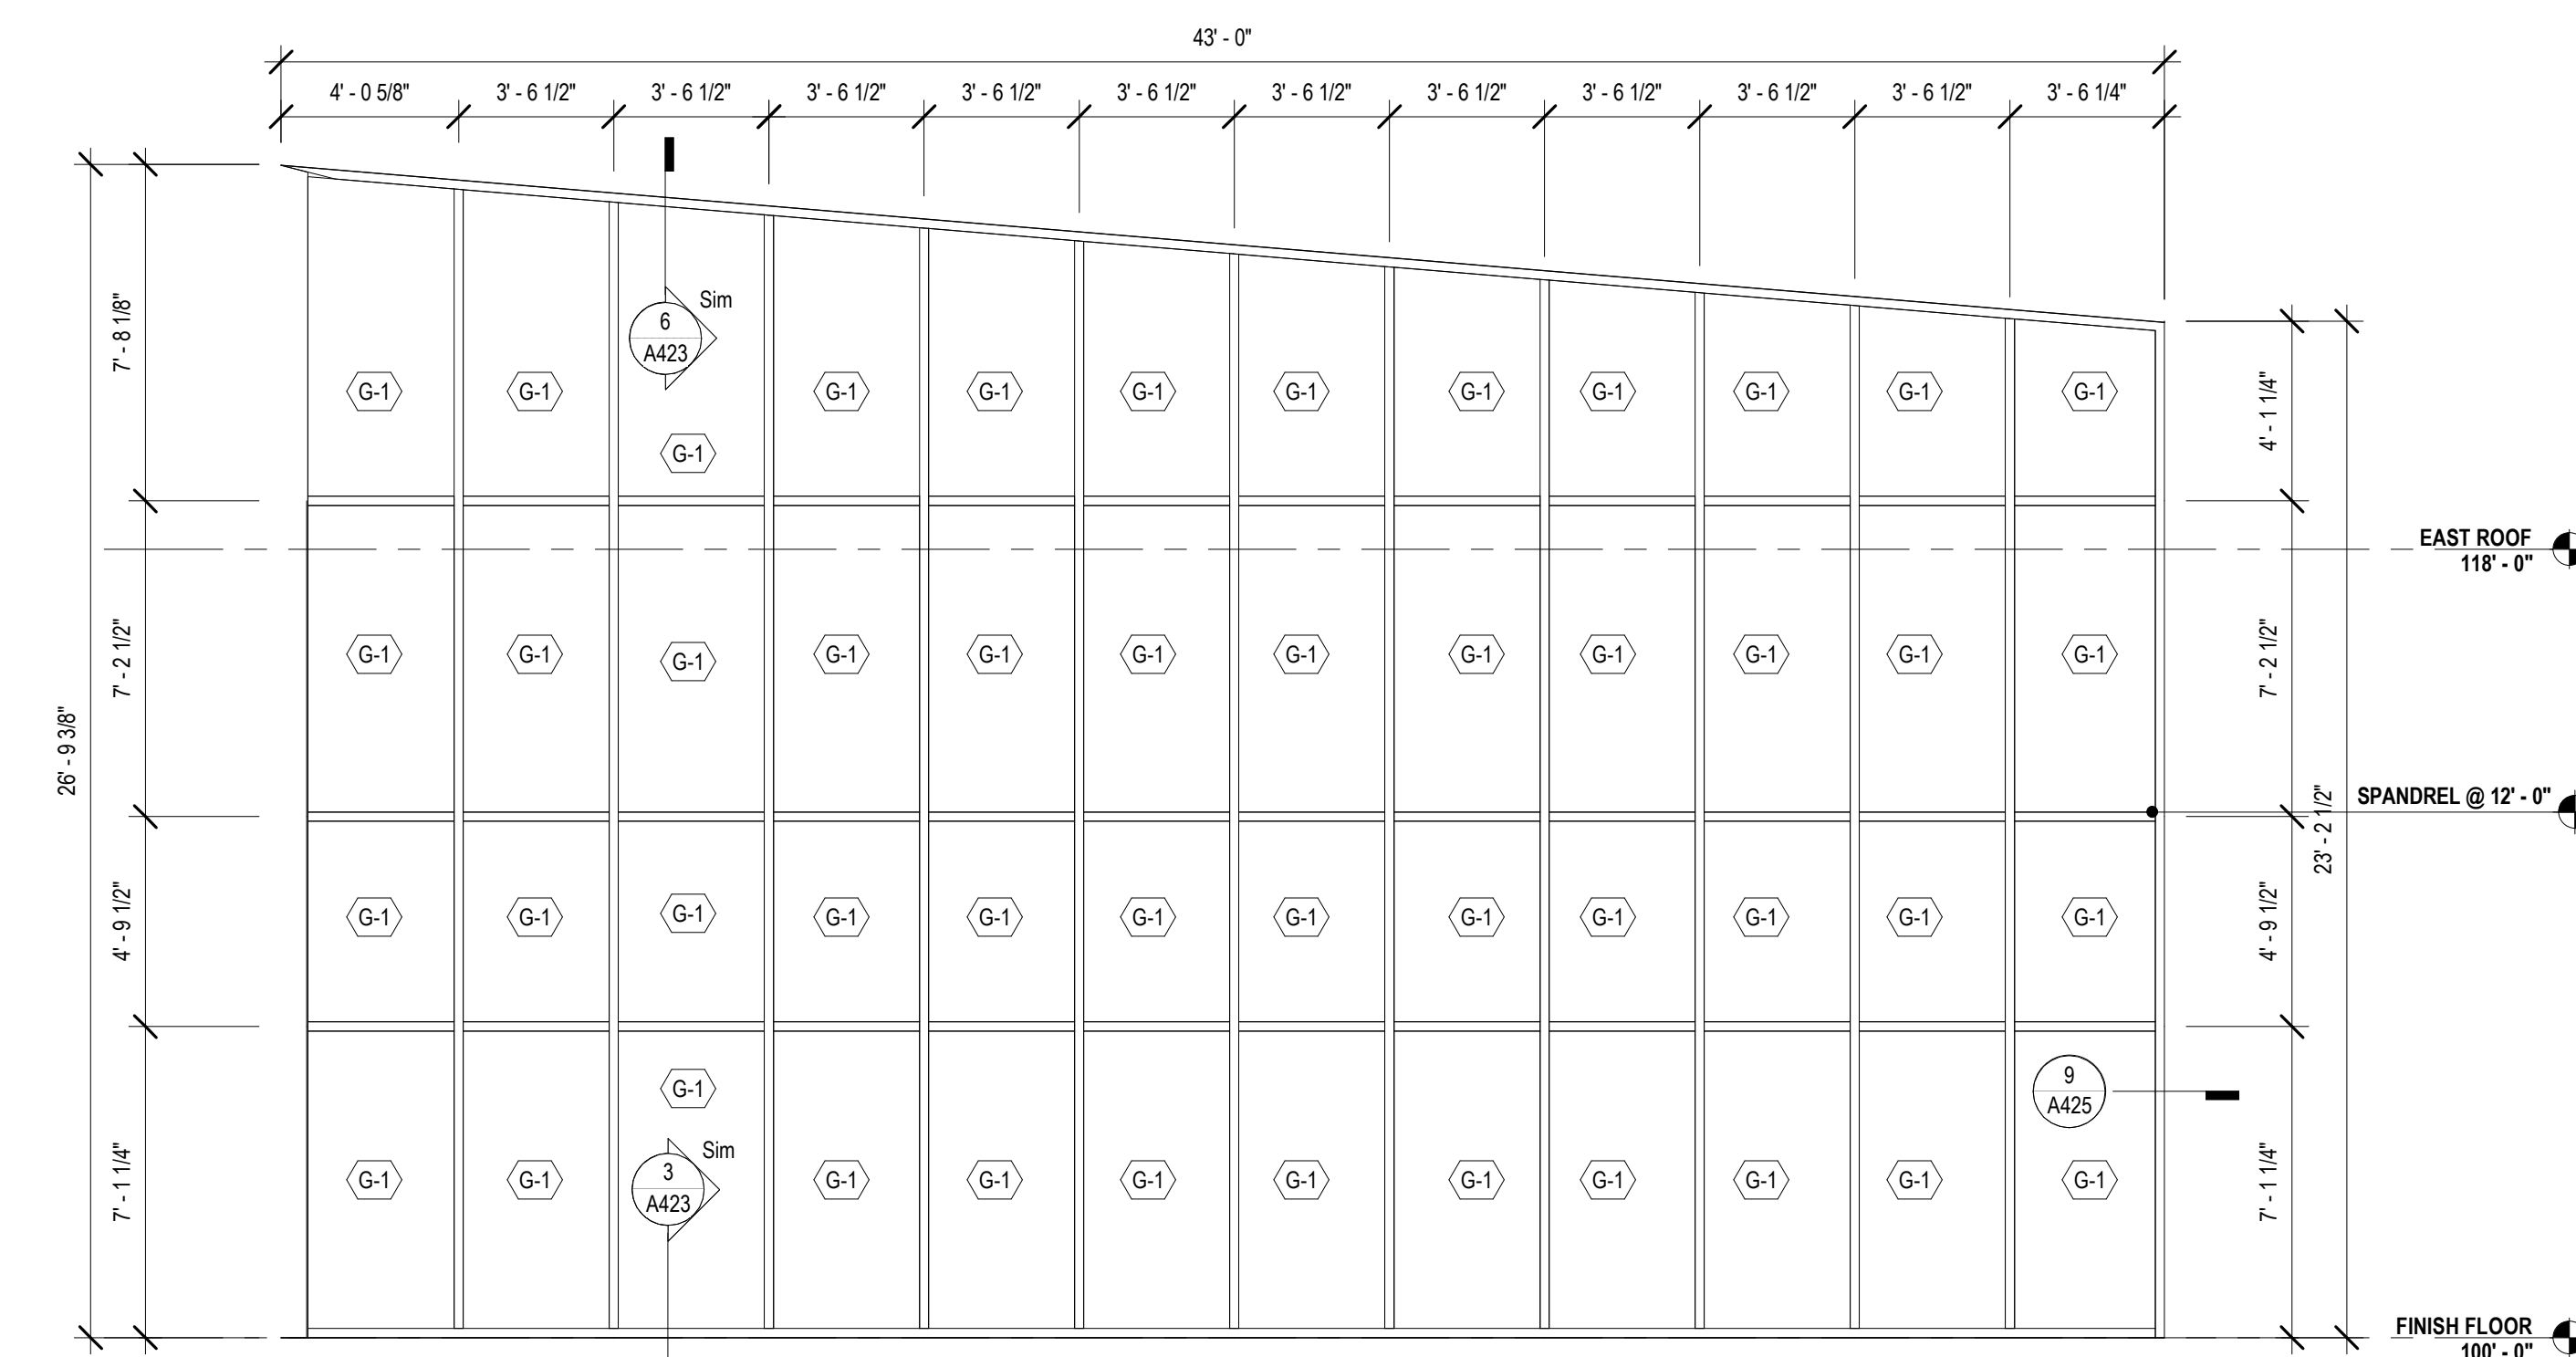 43' - 0"
4' - 0 5/8"
3' - 6 1/2"
3' - 6 1/2"
3' - 6 1/2"
3' - 6 1/2"
3' - 6 1/2"
3' - 6 1/2"
3' - 6 1/2"
3' - 6 1/2"
3' - 6 1/2"
3' - 6 1/2"
3' - 6 1/4"
Sim
6
A423
7' - 8 1/8"
G-1
G-1
G-1
G-1
G-1
G-1
G-1
G-1
G-1
G-1
G-1
4' - 1 1/4"
G-1
EAST ROOF
118' - 0"
7' - 2 1/2"
G-1
G-1
G-1
G-1
G-1
G-1
G-1
G-1
G-1
G-1
G-1
G-1
7' - 2 1/2"
26' - 9 3/8"
SPANDREL @ 12' - 0"
23' - 2 1/2"
4' - 9 1/2"
G-1
G-1
G-1
G-1
G-1
G-1
G-1
G-1
G-1
G-1
G-1
G-1
4' - 9 1/2"
G-1
9
A425
Sim
3
A423
7' - 1 1/4"
G-1
G-1
G-1
G-1
G-1
G-1
G-1
G-1
G-1
G-1
G-1
7' - 1 1/4"
FINISH FLOOR
100' - 0"